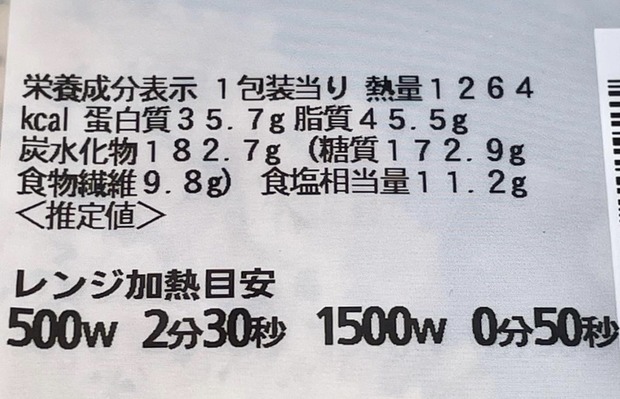 栄養成分表示 1包装当り 熱量1264
kcal 蛋白質35.7g 脂質45.5g
炭水化物182.7g (糖質172.9g
食物繊維9.8g) 食塩相当量11.2g
<推定値>
レンジ加熱目安
500W 2分30秒 1500W 0分50秒